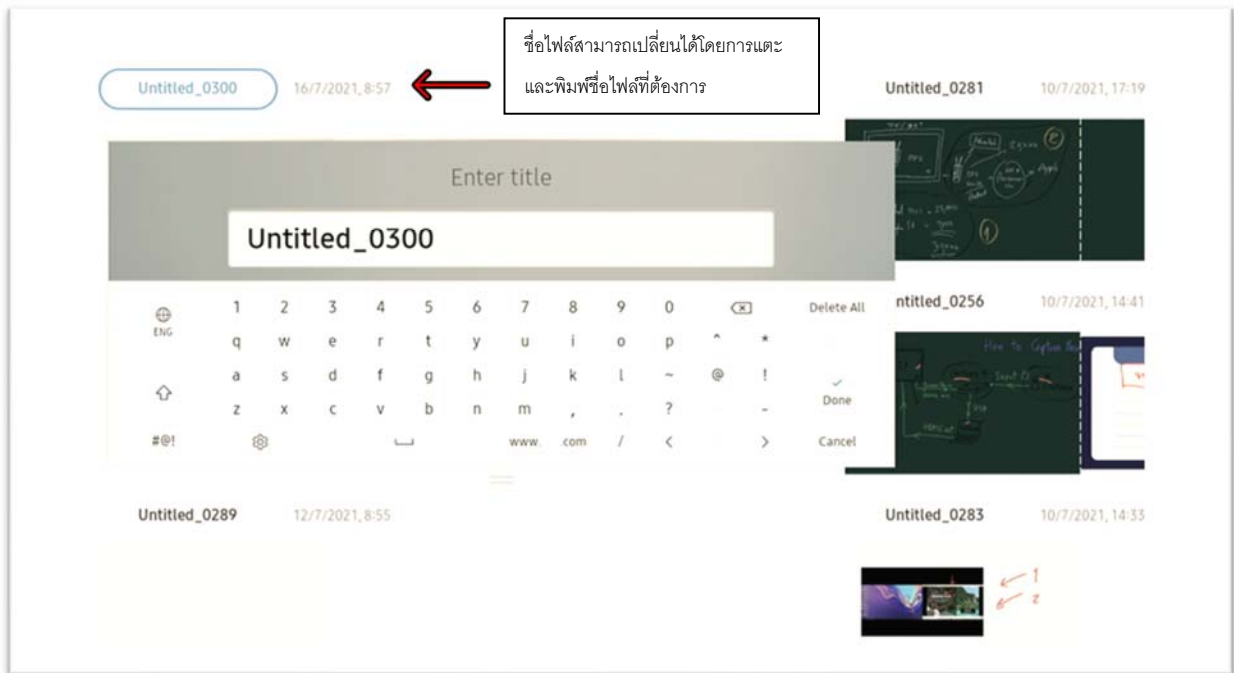 ชื่อไฟล์สามารถเปลี่ยนได้โดยการแตะ
และพิมพ์ชื่อไฟล์ที่ต้องการ
Untitled_0300 16/7/2021, 8:57
Untitled_0281 10/7/2021, 17:19
Enter title
Untitled_0300
ENG 1 2 3 4 5 6 7 8 9 0 Delete All
q w e r t y u i o p ^ *
a s d f g h j k l ~ @ !
Done
z x c v b n m , . ? -
#@! www. .com / < > Cancel
ntitled_0256 10/7/2021, 14:41
How to
Untitled_0289 12/7/2021, 8:55
Untitled_0283 10/7/2021, 14:33
1
2